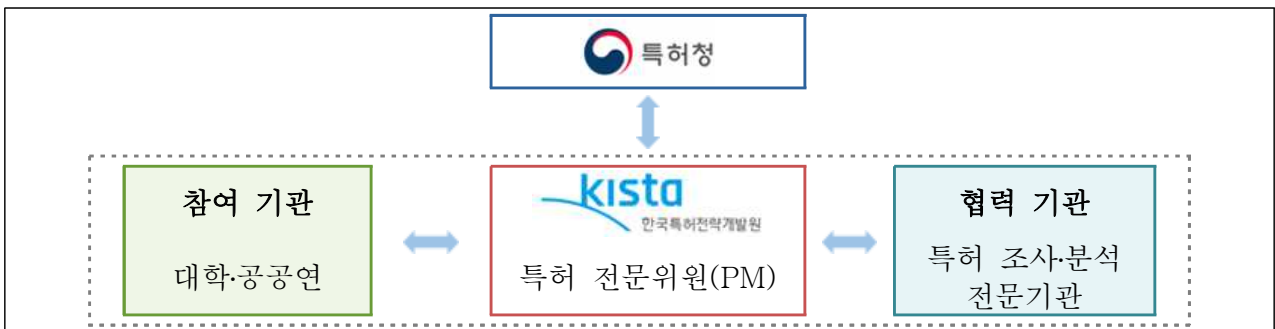 특허청
참여 기관
대학·공공연
kista
한국특허전략개발원
특허 전문위원(PM)
협력 기관
특허 조사·분석
전문기관